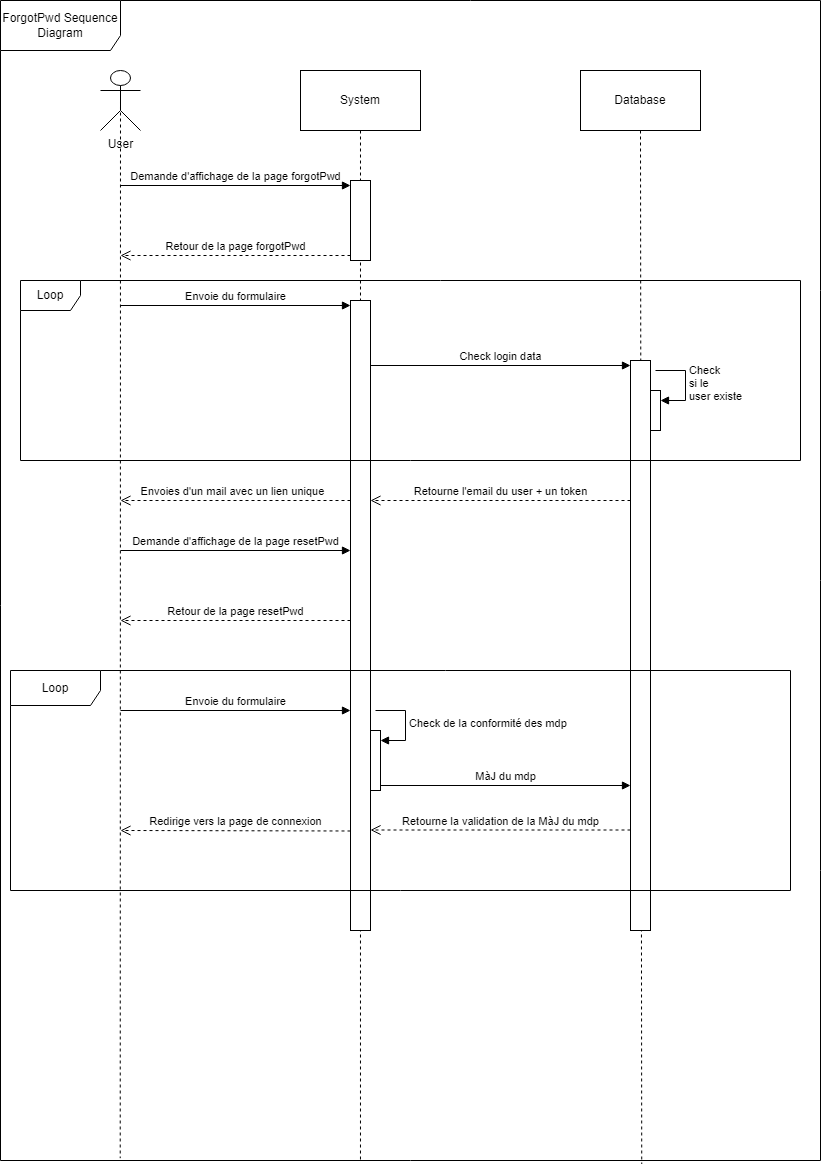 ForgotPwd Sequence
Diagram
System
Database
User
Demande d'affichage de la page forgotPwd
Retour de la page forgotPwd
Loop
Envoie du formulaire
Check login data
Check
si le
user existe
Envoies d'un mail avec un lien unique
Retourne l'email du user + un token
Demande d'affichage de la page resetPwd
Retour de la page resetPwd
Loop
Envoie du formulaire
Check de la conformité des mdp
MàJ du mdp
Redirige vers la page de connexion
Retourne la validation de la MàJ du mdp